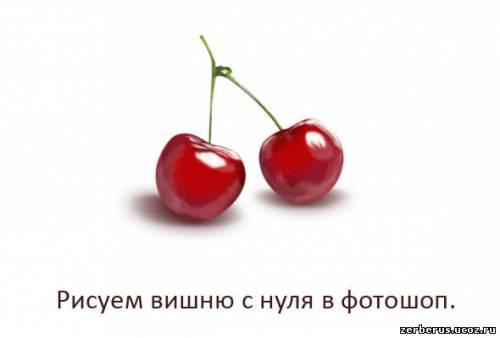 Рисуем вишню с нуля в фотошоп.
zerberus.ucoz.ru